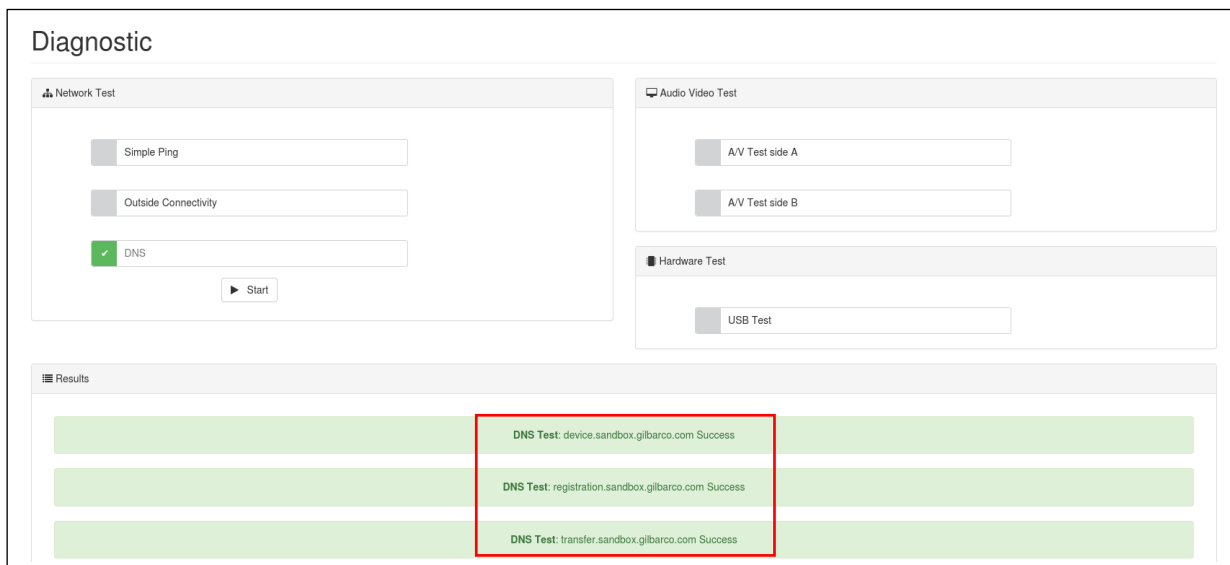 Diagnostic
Network Test
Simple Ping
Outside Connectivity
DNS
Start
Audio Video Test
A/V Test side A
A/V Test side B
Hardware Test
USB Test
Results
DNS Test: device.sandbox.gilbarco.com Success
DNS Test: registration.sandbox.gilbarco.com Success
DNS Test: transfer.sandbox.gilbarco.com Success